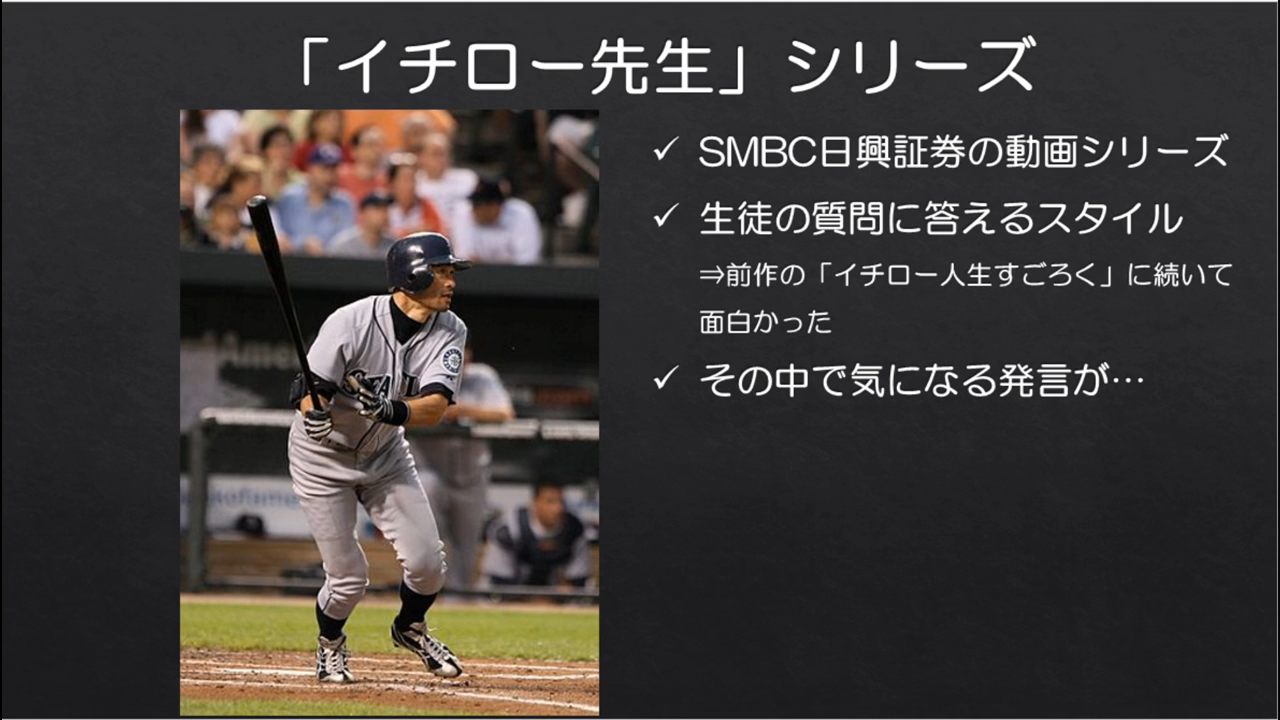 「イチロー先生」シリーズ
✓ SMBC日興証券の動画シリーズ
✓ 生徒の質問に答えるスタイル
⇒前作の「イチロー人生すごろく」に続いて
面白かった
✓ その中で気になる発言が…